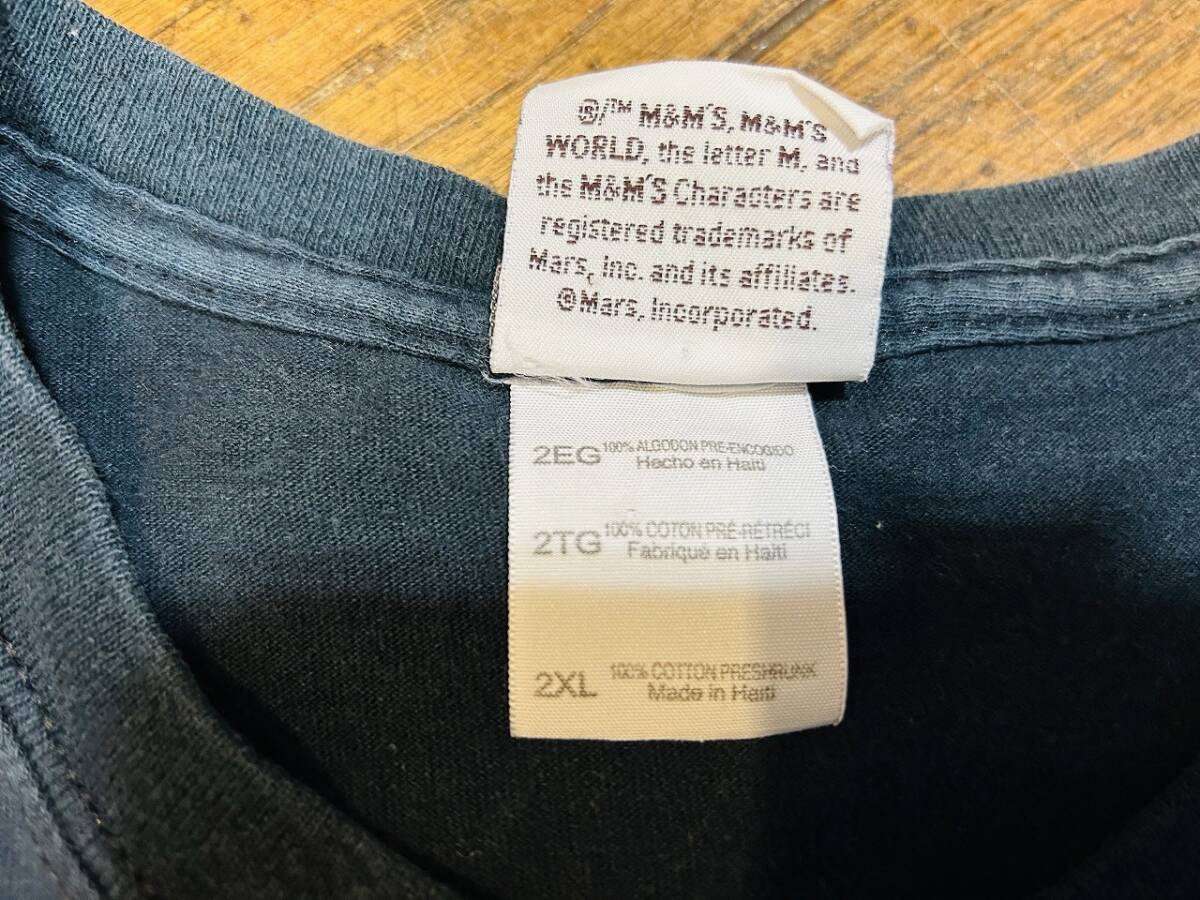 ®/™ M&M'S, M&M'S
WORLD, the letter M, and
the M&M'S Characters are
registered trademarks of
Mars, Inc. and its affiliates.
©Mars, Incorporated.
2EG 100% ALGODON PRE-ENCOGIDO
Hecho en Haiti
2TG 100% COTON PRÉ-RÉTRÉCI
Fabriqué en Haïti
2XL 100% COTTON PRESHRUNK
Made in Haiti